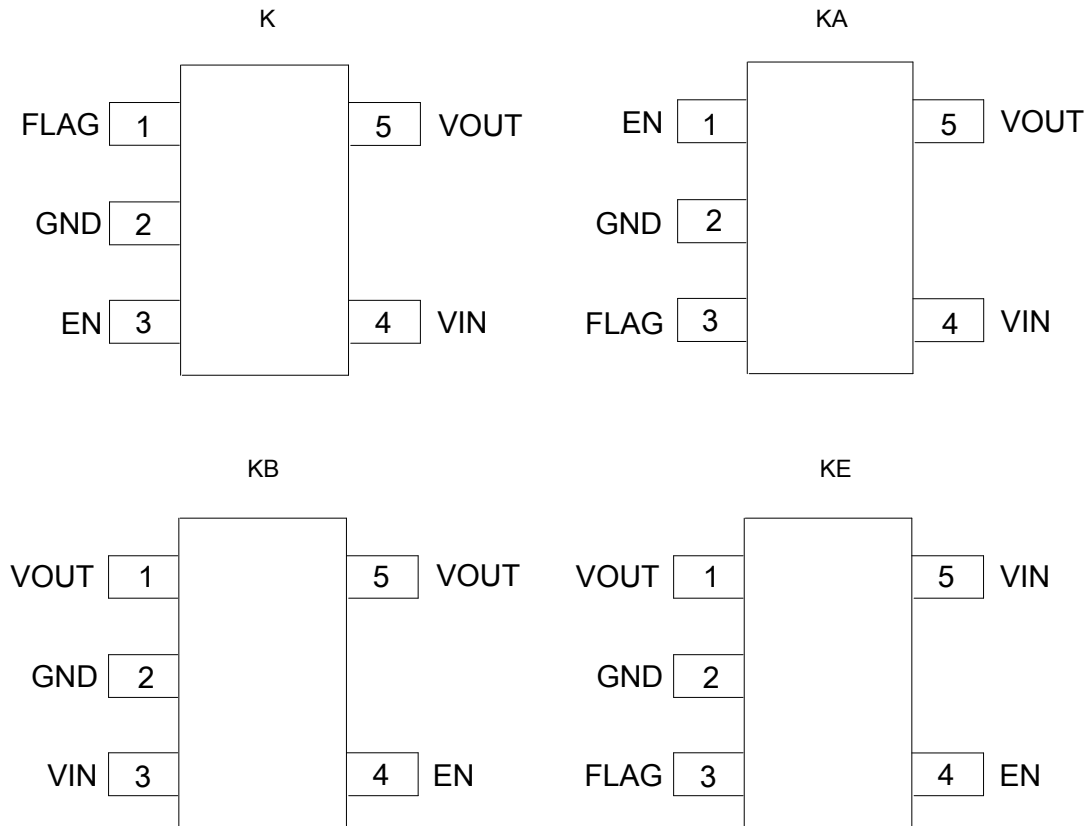 K
FLAG 1 5 VOUT
GND 2
EN 3 4 VIN
KA
EN 1 5 VOUT
GND 2
FLAG 3 4 VIN
KB
VOUT 1 5 VOUT
GND 2
VIN 3 4 EN
KE
VOUT 1 5 VIN
GND 2
FLAG 3 4 EN